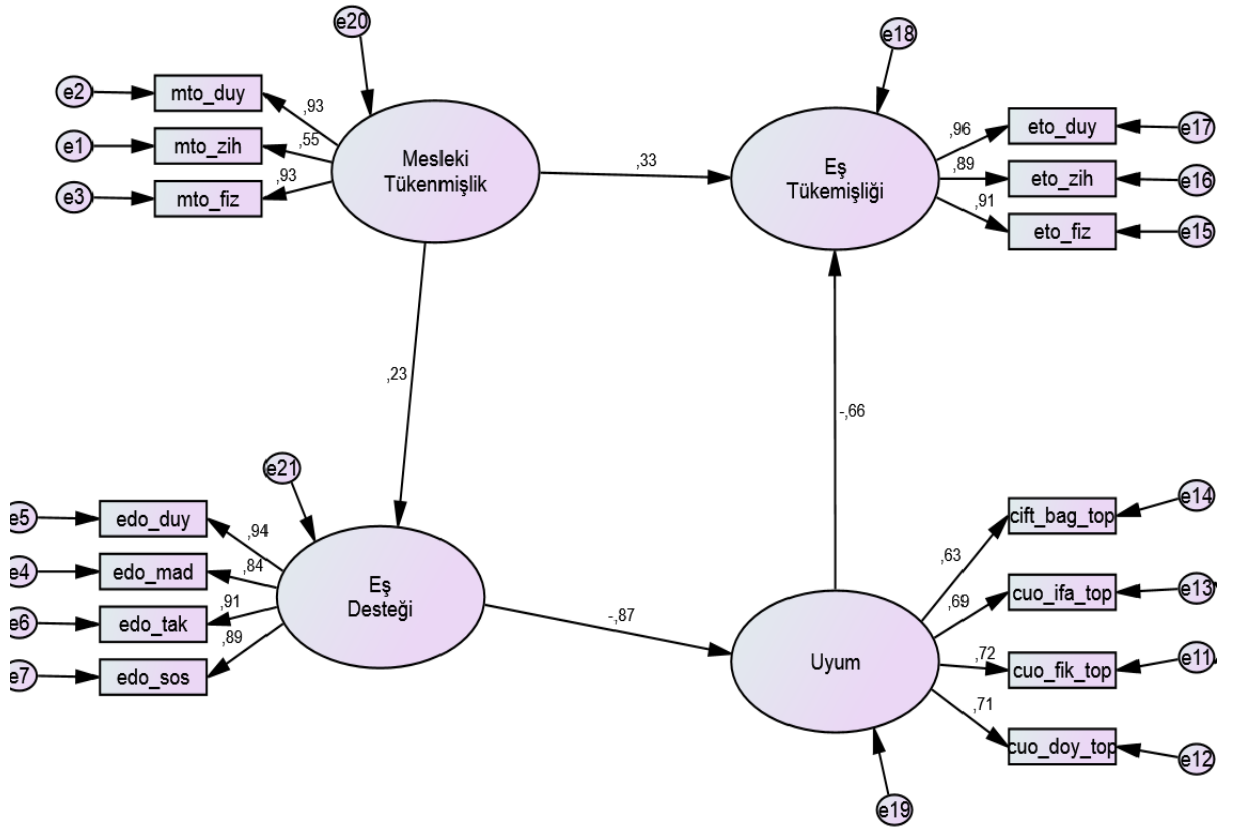 e20
e18
e2
mto_duy
,93
e1
mto_zih
,55
e3
mto_fiz
,93
Mesleki
Tükenmişlik
,33
Eş
Tükemişliği
,96
eto_duy
e17
,89
eto_zih
e16
,91
eto_fiz
e15
,23
-,66
e21
e5
edo_duy
,94
e4
edo_mad
,84
e6
edo_tak
,91
e7
edo_sos
,89
Eş
Desteği
-,87
Uyum
,63
cift_bag_top
e14
,69
cuo_ifa_top
e13
,72
cuo_fik_top
e11
,71
cuo_doy_top
e12
e19